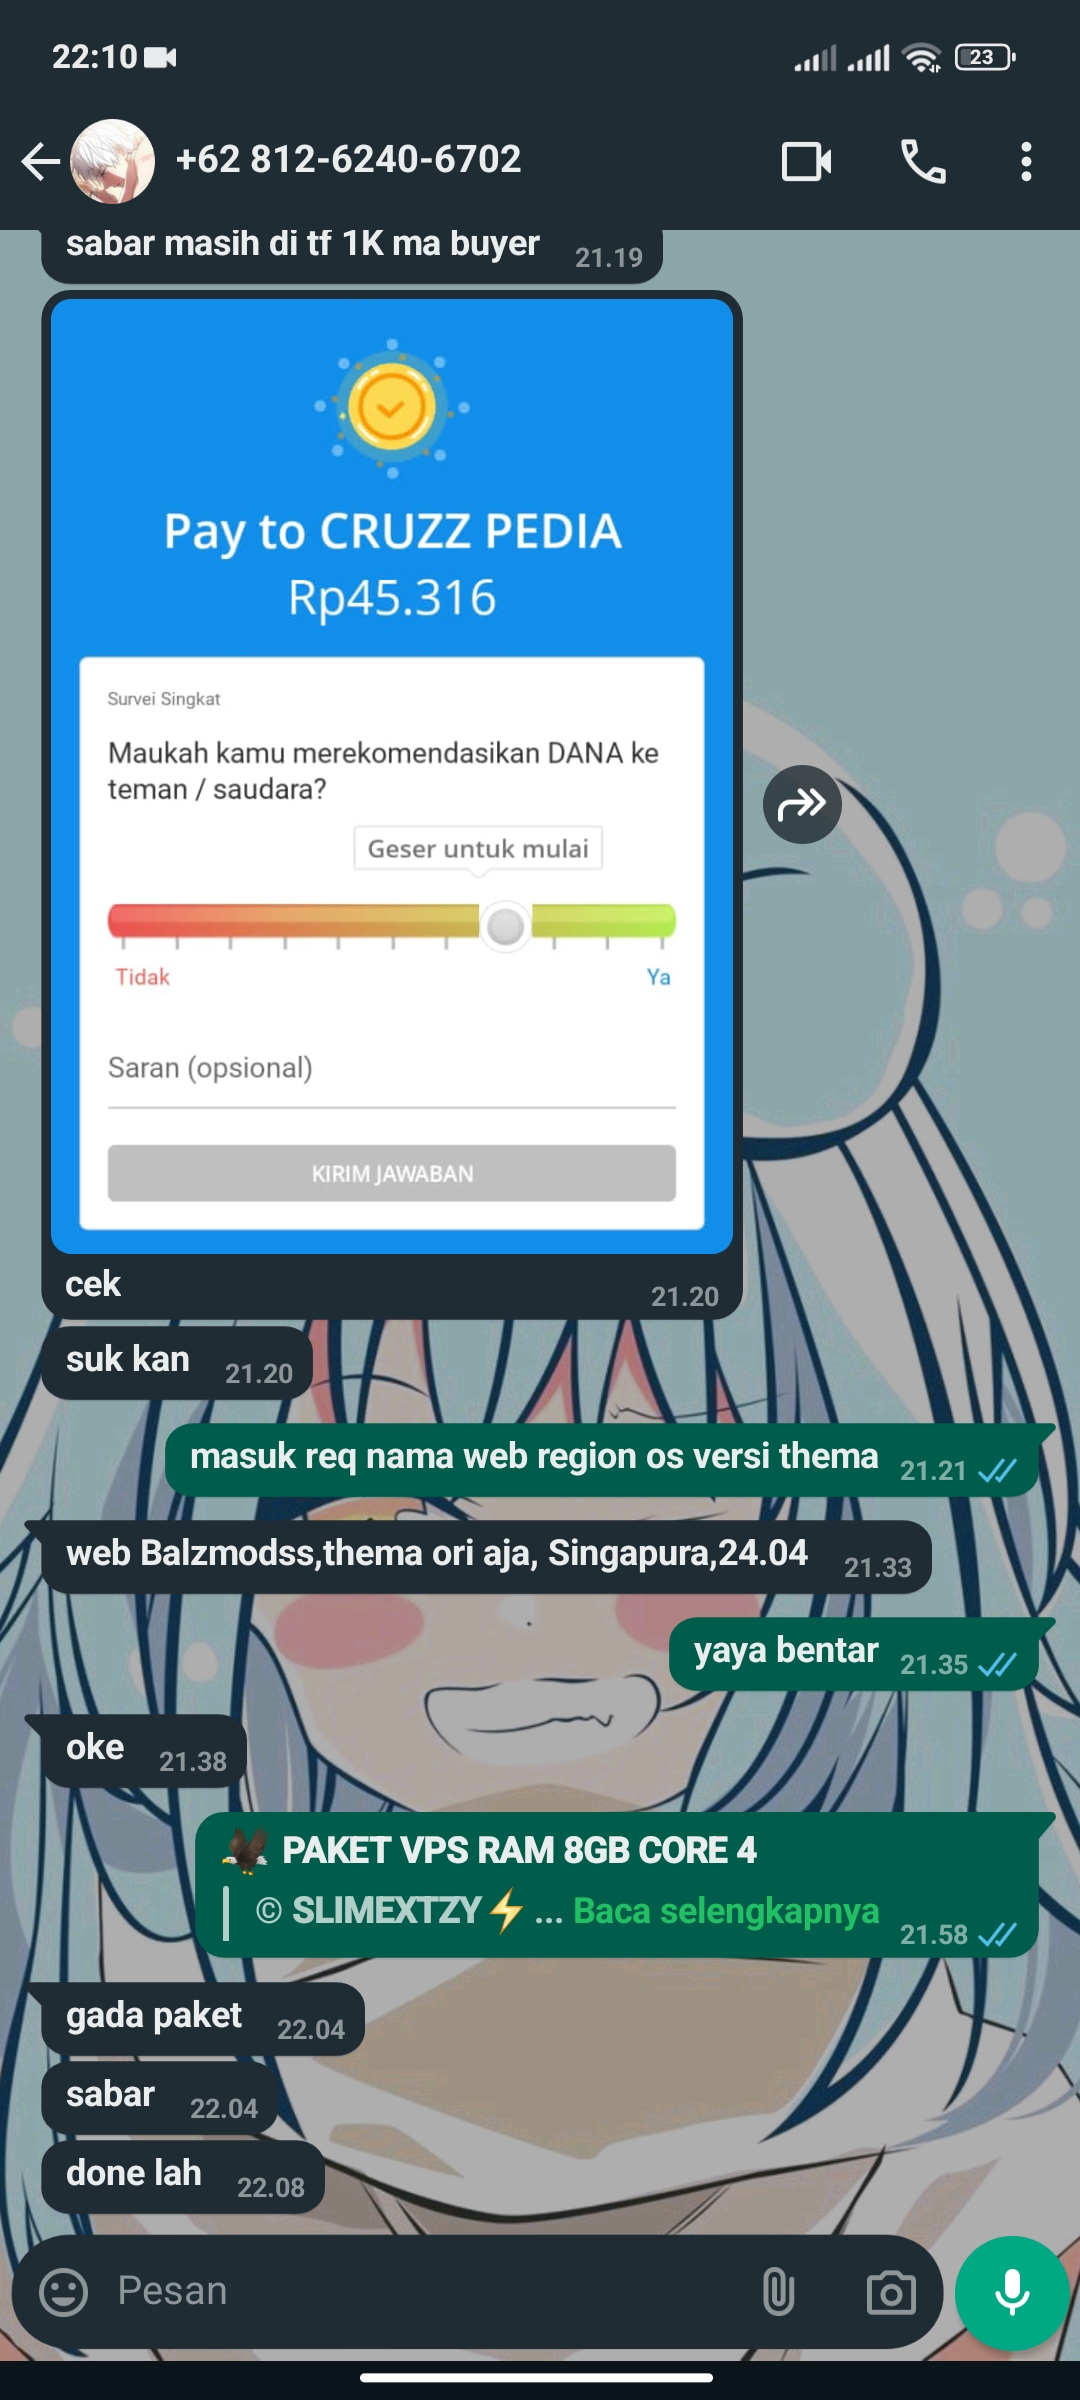 22:10
23
+62 812-6240-6702
sabar masih di tf 1K ma buyer 21.19
Pay to CRUZZ PEDIA
Rp45.316
Survei Singkat
Maukah kamu merekomendasikan DANA ke
teman / saudara?
Geser untuk mulai
Tidak Ya
Saran (opsional)
KIRIM JAWABAN
cek 21.20
suk kan 21.20
masuk req nama web region os versi thema 21.21
web Balzmodss,thema ori aja, Singapura,24.04 21.33
yaya bentar 21.35
oke 21.38
🦅 PAKET VPS RAM 8GB CORE 4
© SLIMEXTZY⚡ ... Baca selengkapnya 21.58
gada paket 22.04
sabar 22.04
done lah 22.08
Pesan